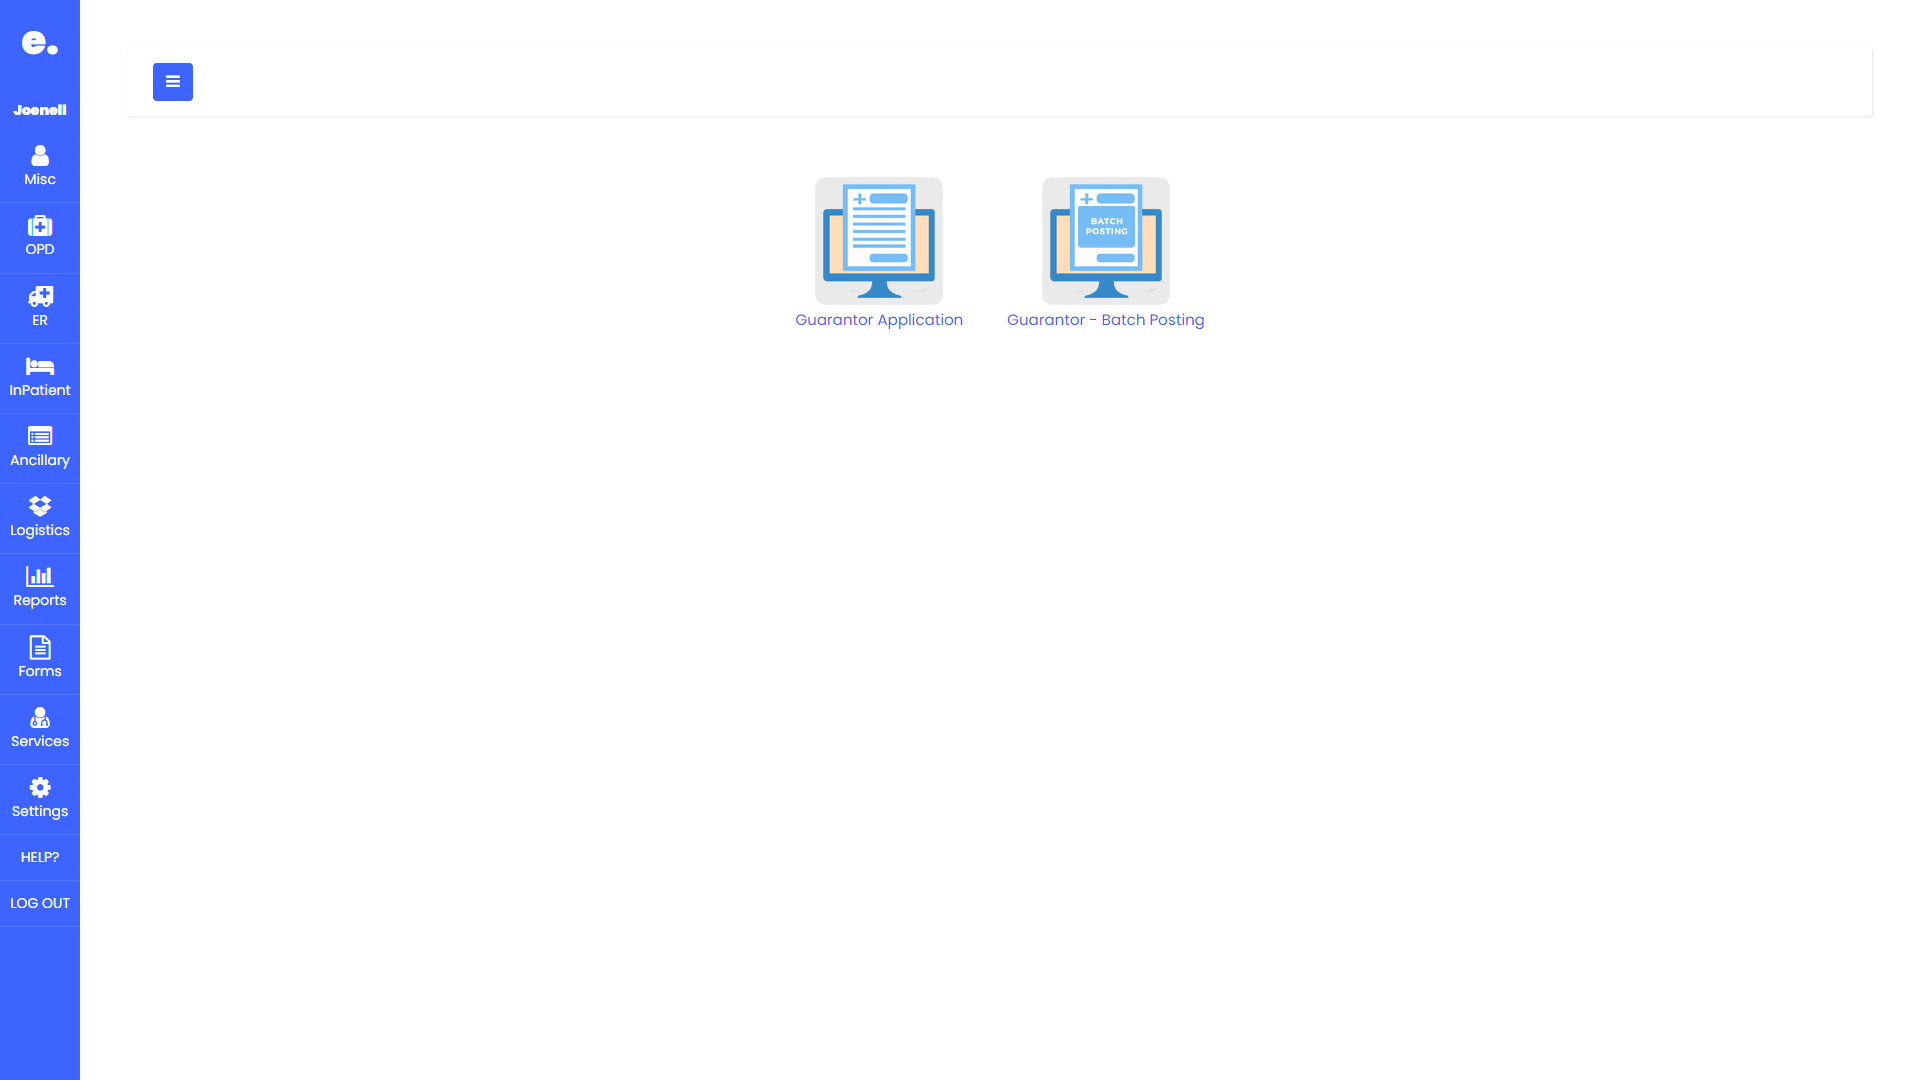 e.
Joenell
Misc
OPD
ER
InPatient
Ancillary
Logistics
Reports
Forms
Services
Settings
HELP?
LOG OUT
BATCH
POSTING
Guarantor Application
Guarantor - Batch Posting